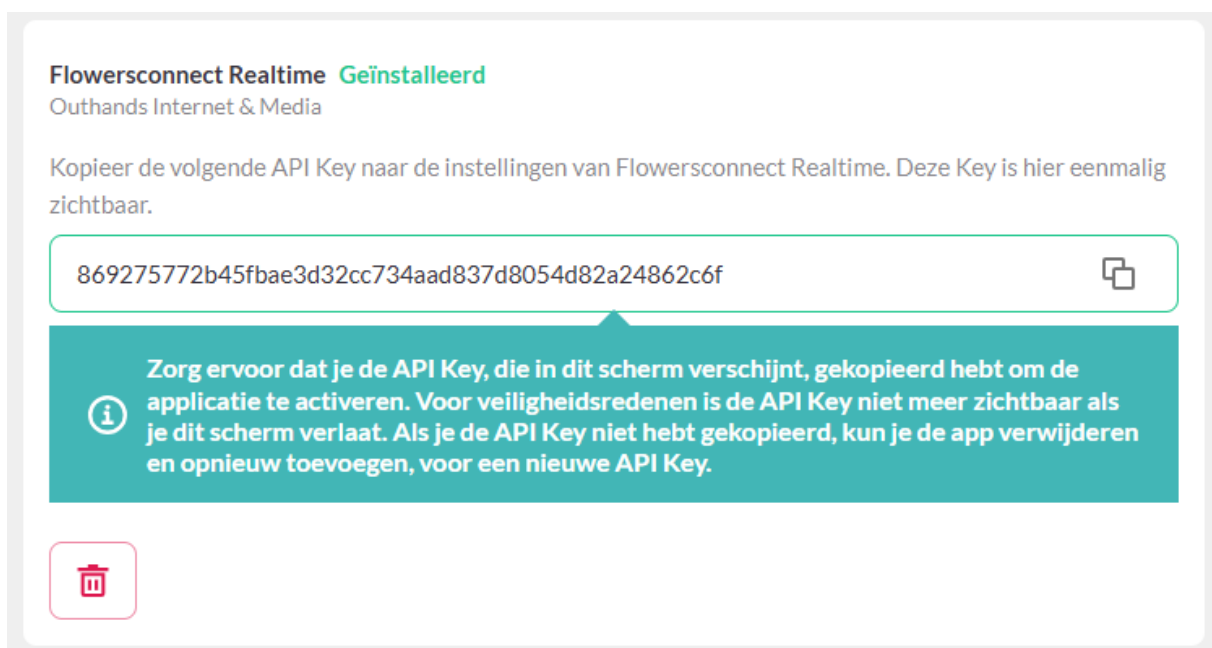 Flowersconnect Realtime Geïnstalleerd
Outhands Internet & Media
Kopieer de volgende API Key naar de instellingen van Flowersconnect Realtime. Deze Key is hier eenmalig
zichtbaar.
869275772b45fbae3d32cc734aad837d8054d82a24862c6f
Zorg ervoor dat je de API Key, die in dit scherm verschijnt, gekopieerd hebt om de
applicatie te activeren. Voor veiligheidsredenen is de API Key niet meer zichtbaar als
je dit scherm verlaat. Als je de API Key niet hebt gekopieerd, kun je de app verwijderen
en opnieuw toevoegen, voor een nieuwe API Key.